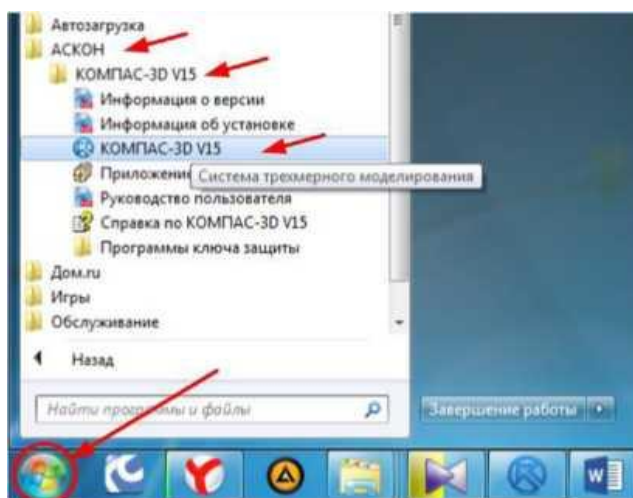 Автозагрузка
АСКОН
КОМПАС-3D V15
Информация о версии
Информация об установке
КОМПАС-3D V15
Приложение
Система трехмерного моделирования
Руководство пользователя
Справка по КОМПАС-3D V15
Программы ключа защиты
Дом.ru
Игры
Обслуживание
Назад
Найти программы и файлы
Завершение работы